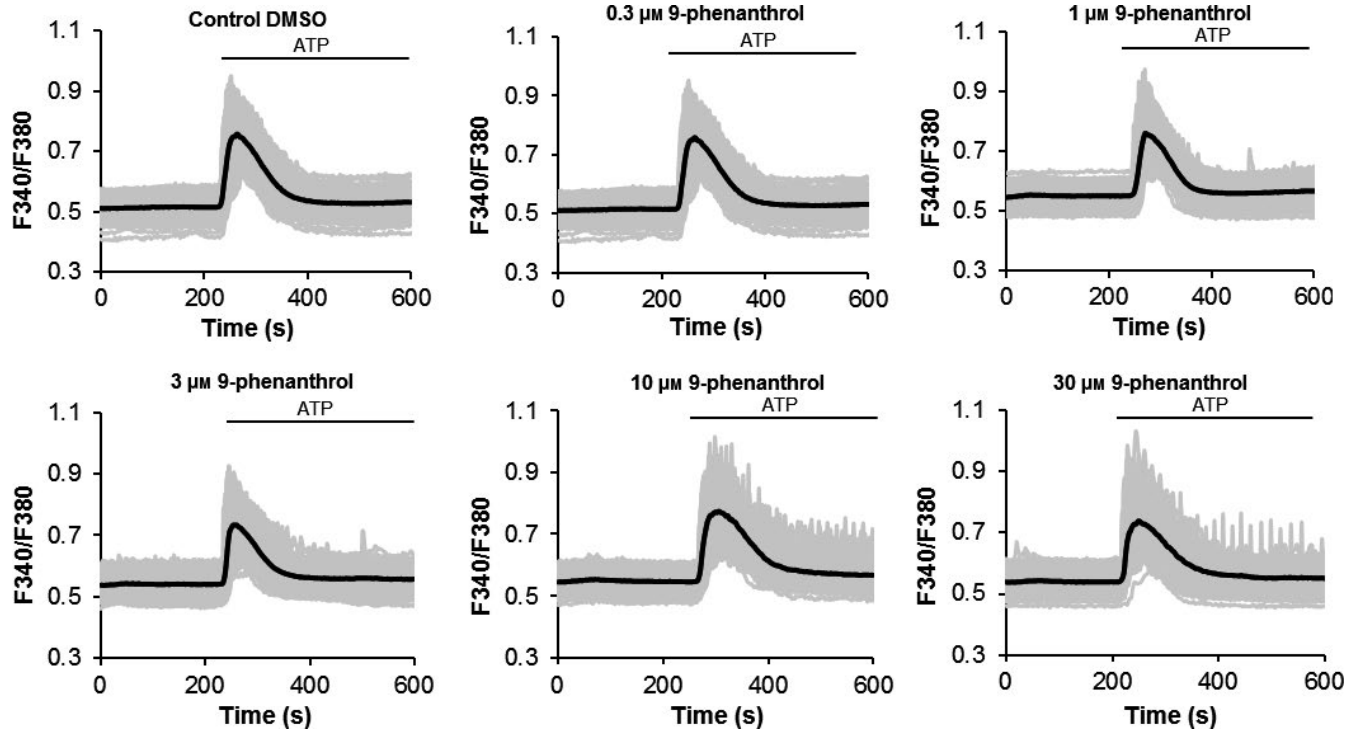 Control DMSO
ATP
1.1
0.9
0.7
0.5
0.3
F340/F380
0 200 400 600
Time (s)
0.3 µM 9-phenanthrol
ATP
1.1
0.9
0.7
0.5
0.3
F340/F380
0 200 400 600
Time (s)
1 µM 9-phenanthrol
ATP
1.1
0.9
0.7
0.5
0.3
F340/F380
0 200 400 600
Time (s)
3 µM 9-phenanthrol
ATP
1.1
0.9
0.7
0.5
0.3
F340/F380
0 200 400 600
Time (s)
10 µM 9-phenanthrol
ATP
1.1
0.9
0.7
0.5
0.3
F340/F380
0 200 400 600
Time (s)
30 µM 9-phenanthrol
ATP
1.1
0.9
0.7
0.5
0.3
F340/F380
0 200 400 600
Time (s)